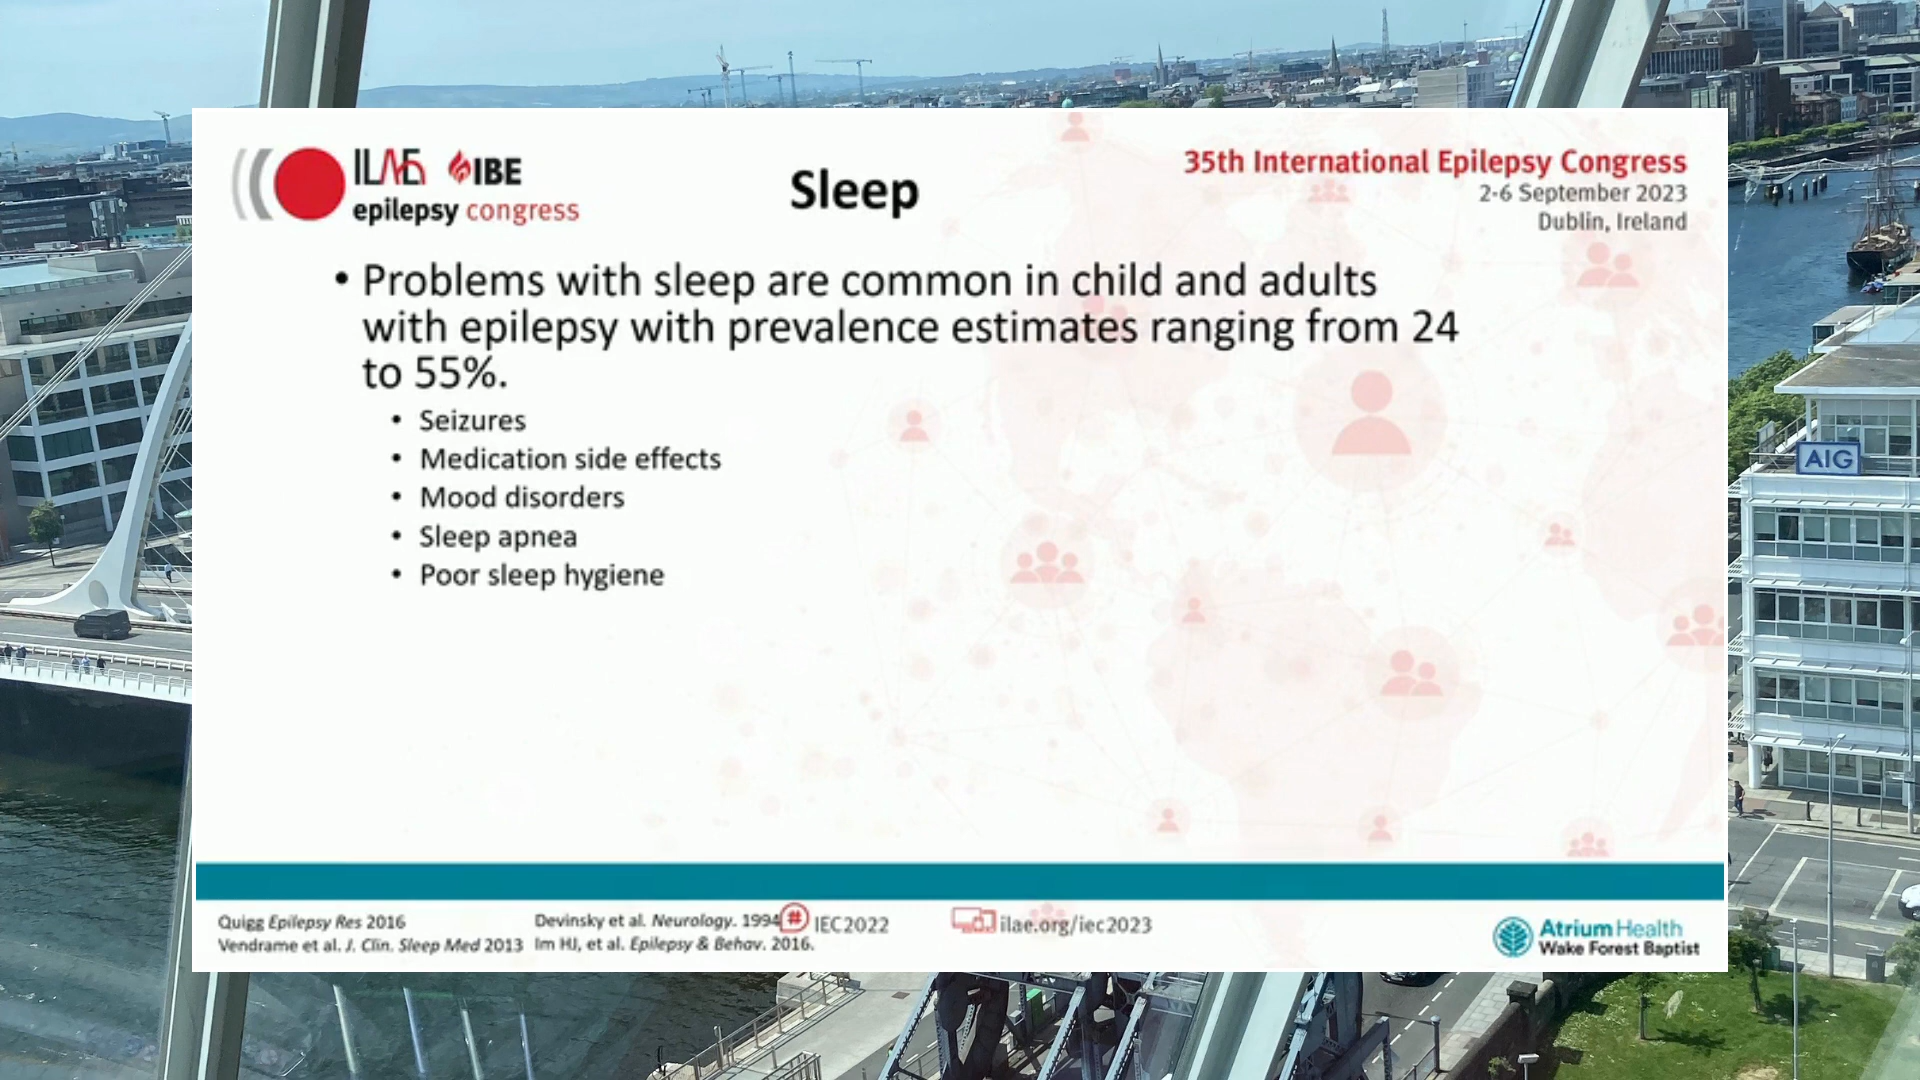 ILAE IBE
epilepsy congress
Sleep
35th International Epilepsy Congress
2-6 September 2023
Dublin, Ireland
• Problems with sleep are common in child and adults
with epilepsy with prevalence estimates ranging from 24
to 55%.
• Seizures
• Medication side effects
• Mood disorders
• Sleep apnea
• Poor sleep hygiene
AIG
Quigg Epilepsy Res 2016
Vendrame et al. J. Clin. Sleep Med 2013
Devinsky et al. Neurology. 1994
Im HJ, et al. Epilepsy & Behav. 2016.
# IEC2022
ilae.org/iec2023
Atrium Health
Wake Forest Baptist